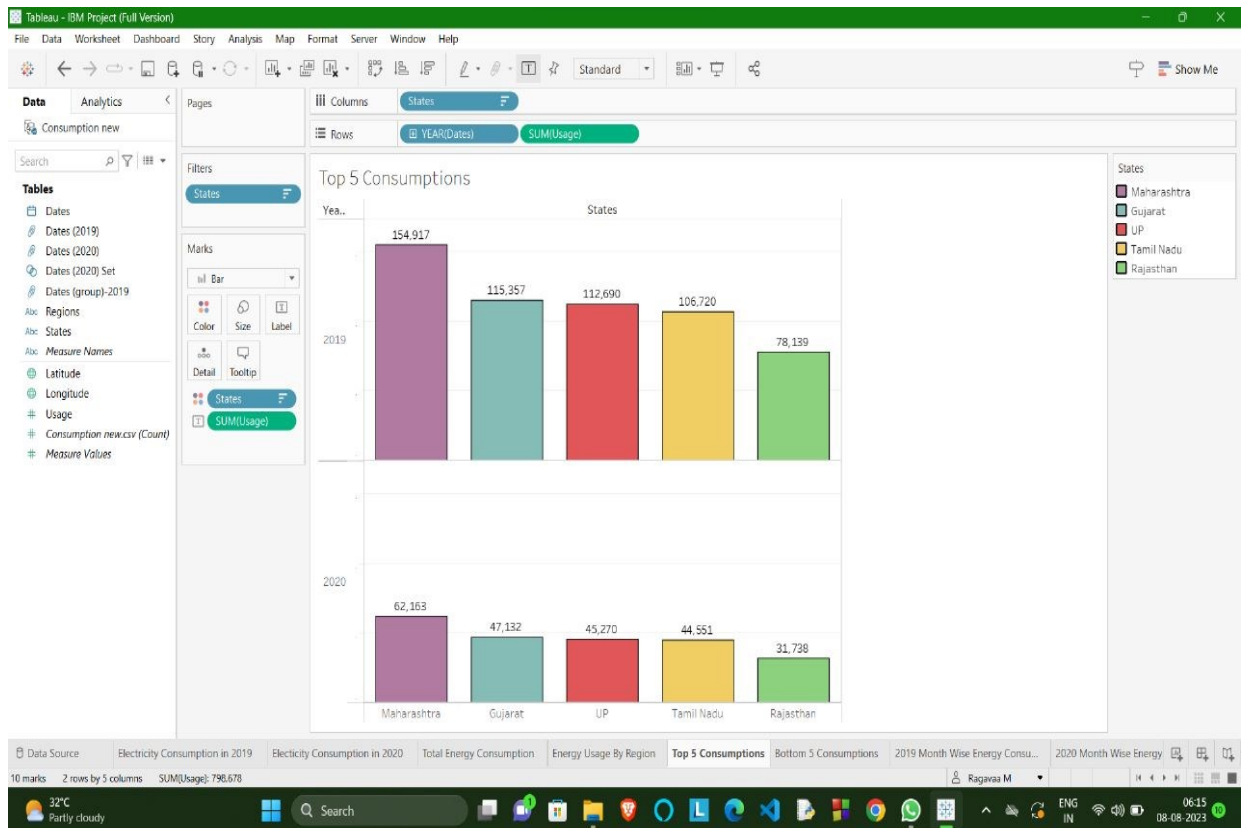 Tableau - IBM Project (Full Version)
File Data Worksheet Dashboard Story Analysis Map Format Server Window Help
Standard
Show Me
Data Analytics
Consumption new
Search
Tables
Dates
Dates (2019)
Dates (2020)
Dates (2020) Set
Dates (group)-2019
Abc Regions
Abc States
Abc Measure Names
Latitude
Longitude
# Usage
# Consumption new.csv (Count)
# Measure Values
Pages
Filters
States
Marks
Bar
Color Size Label
Detail Tooltip
States
SUM(Usage)
Columns States
Rows YEAR(Dates) SUM(Usage)
Top 5 Consumptions
Yea.. States
154,917
115,357
112,690
106,720
78,139
2019
2020
62,163
47,132
45,270
44,551
31,738
Maharashtra Gujarat UP Tamil Nadu Rajasthan
States
Maharashtra
Gujarat
UP
Tamil Nadu
Rajasthan
Data Source Electricity Consumption in 2019 Electicity Consumption in 2020 Total Energy Consumption Energy Usage By Region Top 5 Consumptions Bottom 5 Consumptions 2019 Month Wise Energy Consu... 2020 Month Wise Energy
10 marks 2 rows by 5 columns SUM(Usage): 798.678 Ragavaa M
32°C
Partly cloudy
Search
ENG
IN
06:15
08-08-2023
10